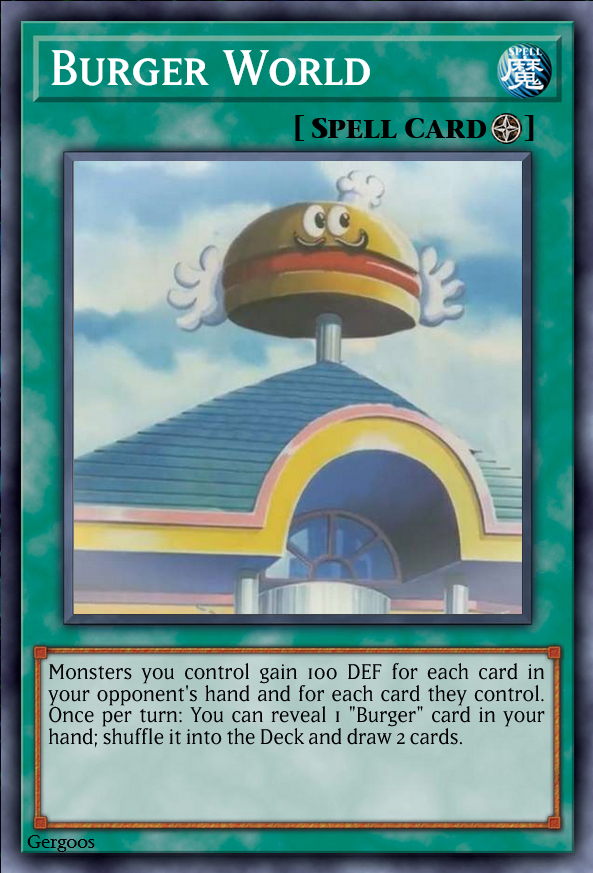 Burger World
SPELL
魔
[ Spell Card ]
Monsters you control gain 100 DEF for each card in
your opponent's hand and for each card they control.
Once per turn: You can reveal 1 "Burger" card in your
hand; shuffle it into the Deck and draw 2 cards.
Gergoos